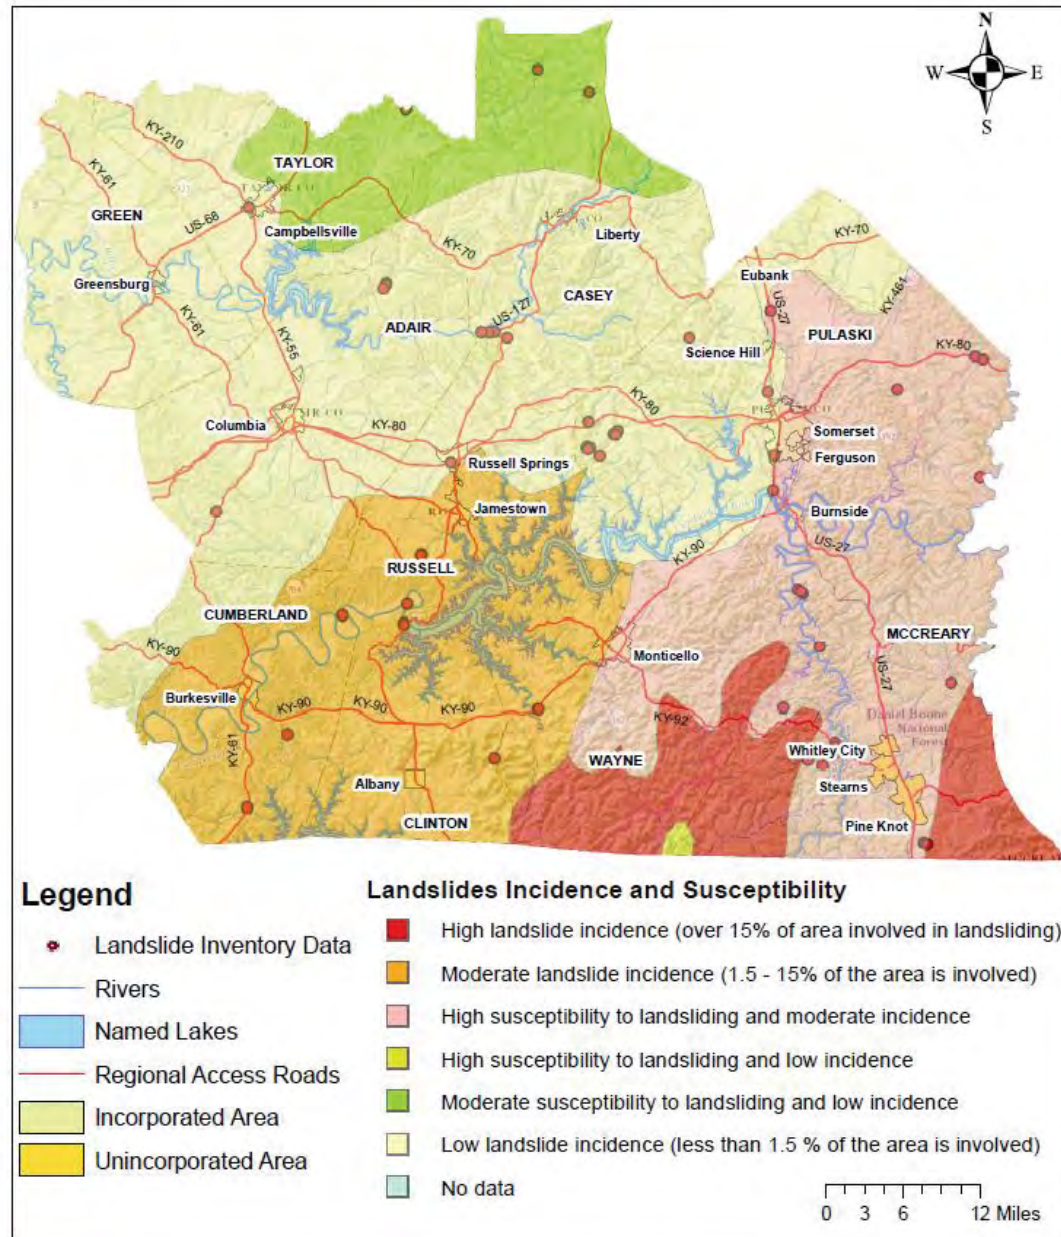 N
W
E
S
KY-210
KY-61
TAYLOR
GREEN
US-68
Campbellsville
KY-70
Liberty
KY-70
Eubank
Greensburg
KY-461
CASEY
US-127
US-27
KY-61
ADAIR
PULASKI
KY-55
Science Hill
KY-80
KY-80
Columbia
KY-80
Somerset
Russell Springs
Ferguson
Jamestown
Burnside
US-27
KY-90
RUSSELL
CUMBERLAND
MCCREARY
KY-90
Monticello
US-27
Burkesville
KY-90
KY-90
KY-90
KY-92
Daniel Boone
National
Forest
KY-61
WAYNE
Whitley City
Albany
Stearns
CLINTON
Pine Knot
Legend
Landslide Inventory Data
Rivers
Named Lakes
Regional Access Roads
Incorporated Area
Unincorporated Area
Landslides Incidence and Susceptibility
High landslide incidence (over 15% of area involved in landsliding)
Moderate landslide incidence (1.5 - 15% of the area is involved)
High susceptibility to landsliding and moderate incidence
High susceptibility to landsliding and low incidence
Moderate susceptibility to landsliding and low incidence
Low landslide incidence (less than 1.5 % of the area is involved)
No data
0 3 6 12 Miles